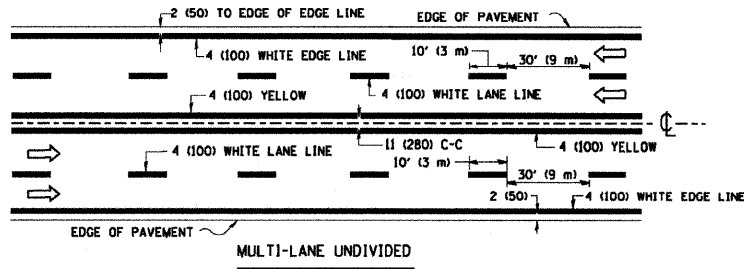 2 (50) TO EDGE OF EDGE LINE
EDGE OF PAVEMENT
4 (100) WHITE EDGE LINE
10' (3 m)
30' (9 m)
4 (100) YELLOW
4 (100) WHITE LANE LINE
℄
4 (100) WHITE LANE LINE
11 (280) C-C
4 (100) YELLOW
10' (3 m)
30' (9 m)
2 (50)
4 (100) WHITE EDGE LINE
EDGE OF PAVEMENT
MULTI-LANE UNDIVIDED